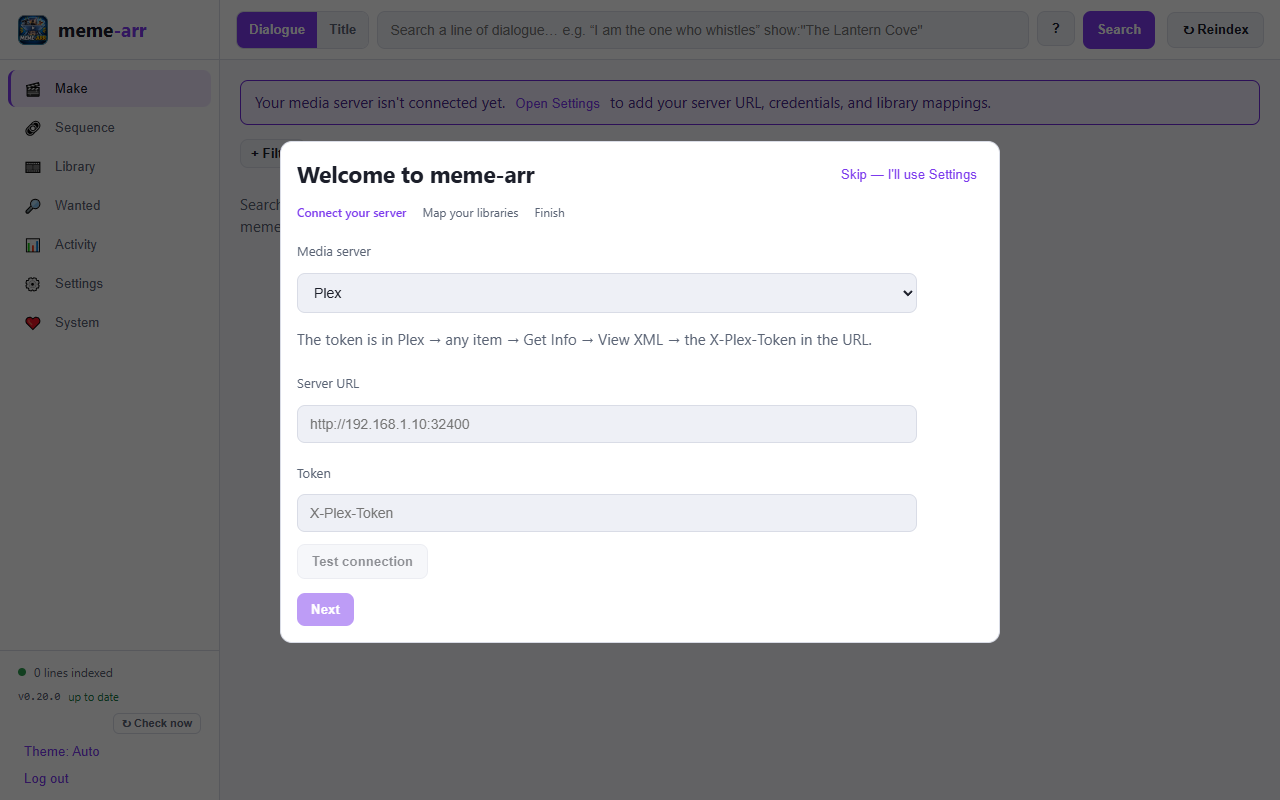 meme-arr
Dialogue Title Search a line of dialogue… e.g. "I am the one who whistles" show:"The Lantern Cove" ? Search ↻ Reindex
Make
Sequence
Library
Wanted
Activity
Settings
System
Your media server isn't connected yet. Open Settings to add your server URL, credentials, and library mappings.
+ Filt
Search
meme
Welcome to meme-arr
Skip — I'll use Settings
Connect your server Map your libraries Finish
Media server
Plex
The token is in Plex → any item → Get Info → View XML → the X-Plex-Token in the URL.
Server URL
http://192.168.1.10:32400
Token
X-Plex-Token
Test connection
Next
0 lines indexed
v0.20.0 up to date
↻ Check now
Theme: Auto
Log out